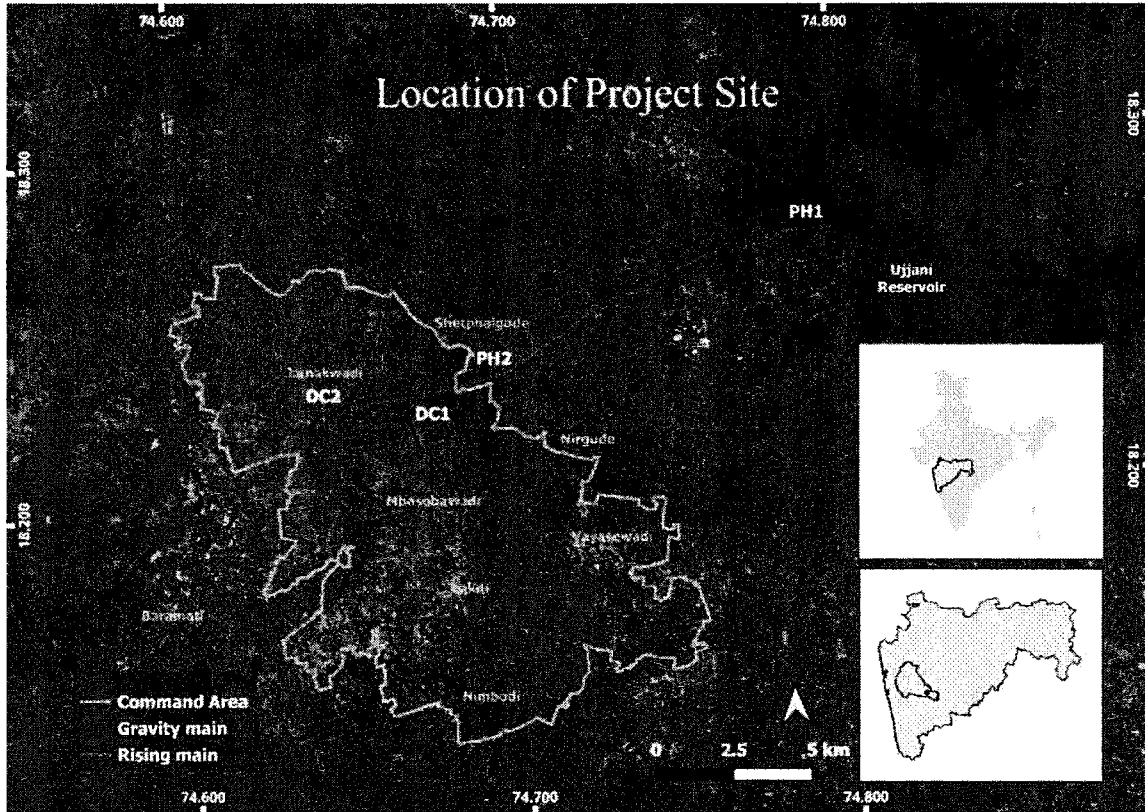 74.600 74.700 74.800
Location of Project Site
18.300
18.300
PH1
Ujjani
Reservoir
Shetphalgade
PH2
DC2
DC1
Nirgude
18.200
18.200
Mhasobawadi
Baramati
Nimbodi
Command Area
Gravity main
Rising main
0 2.5 5 km
74.600 74.700 74.800